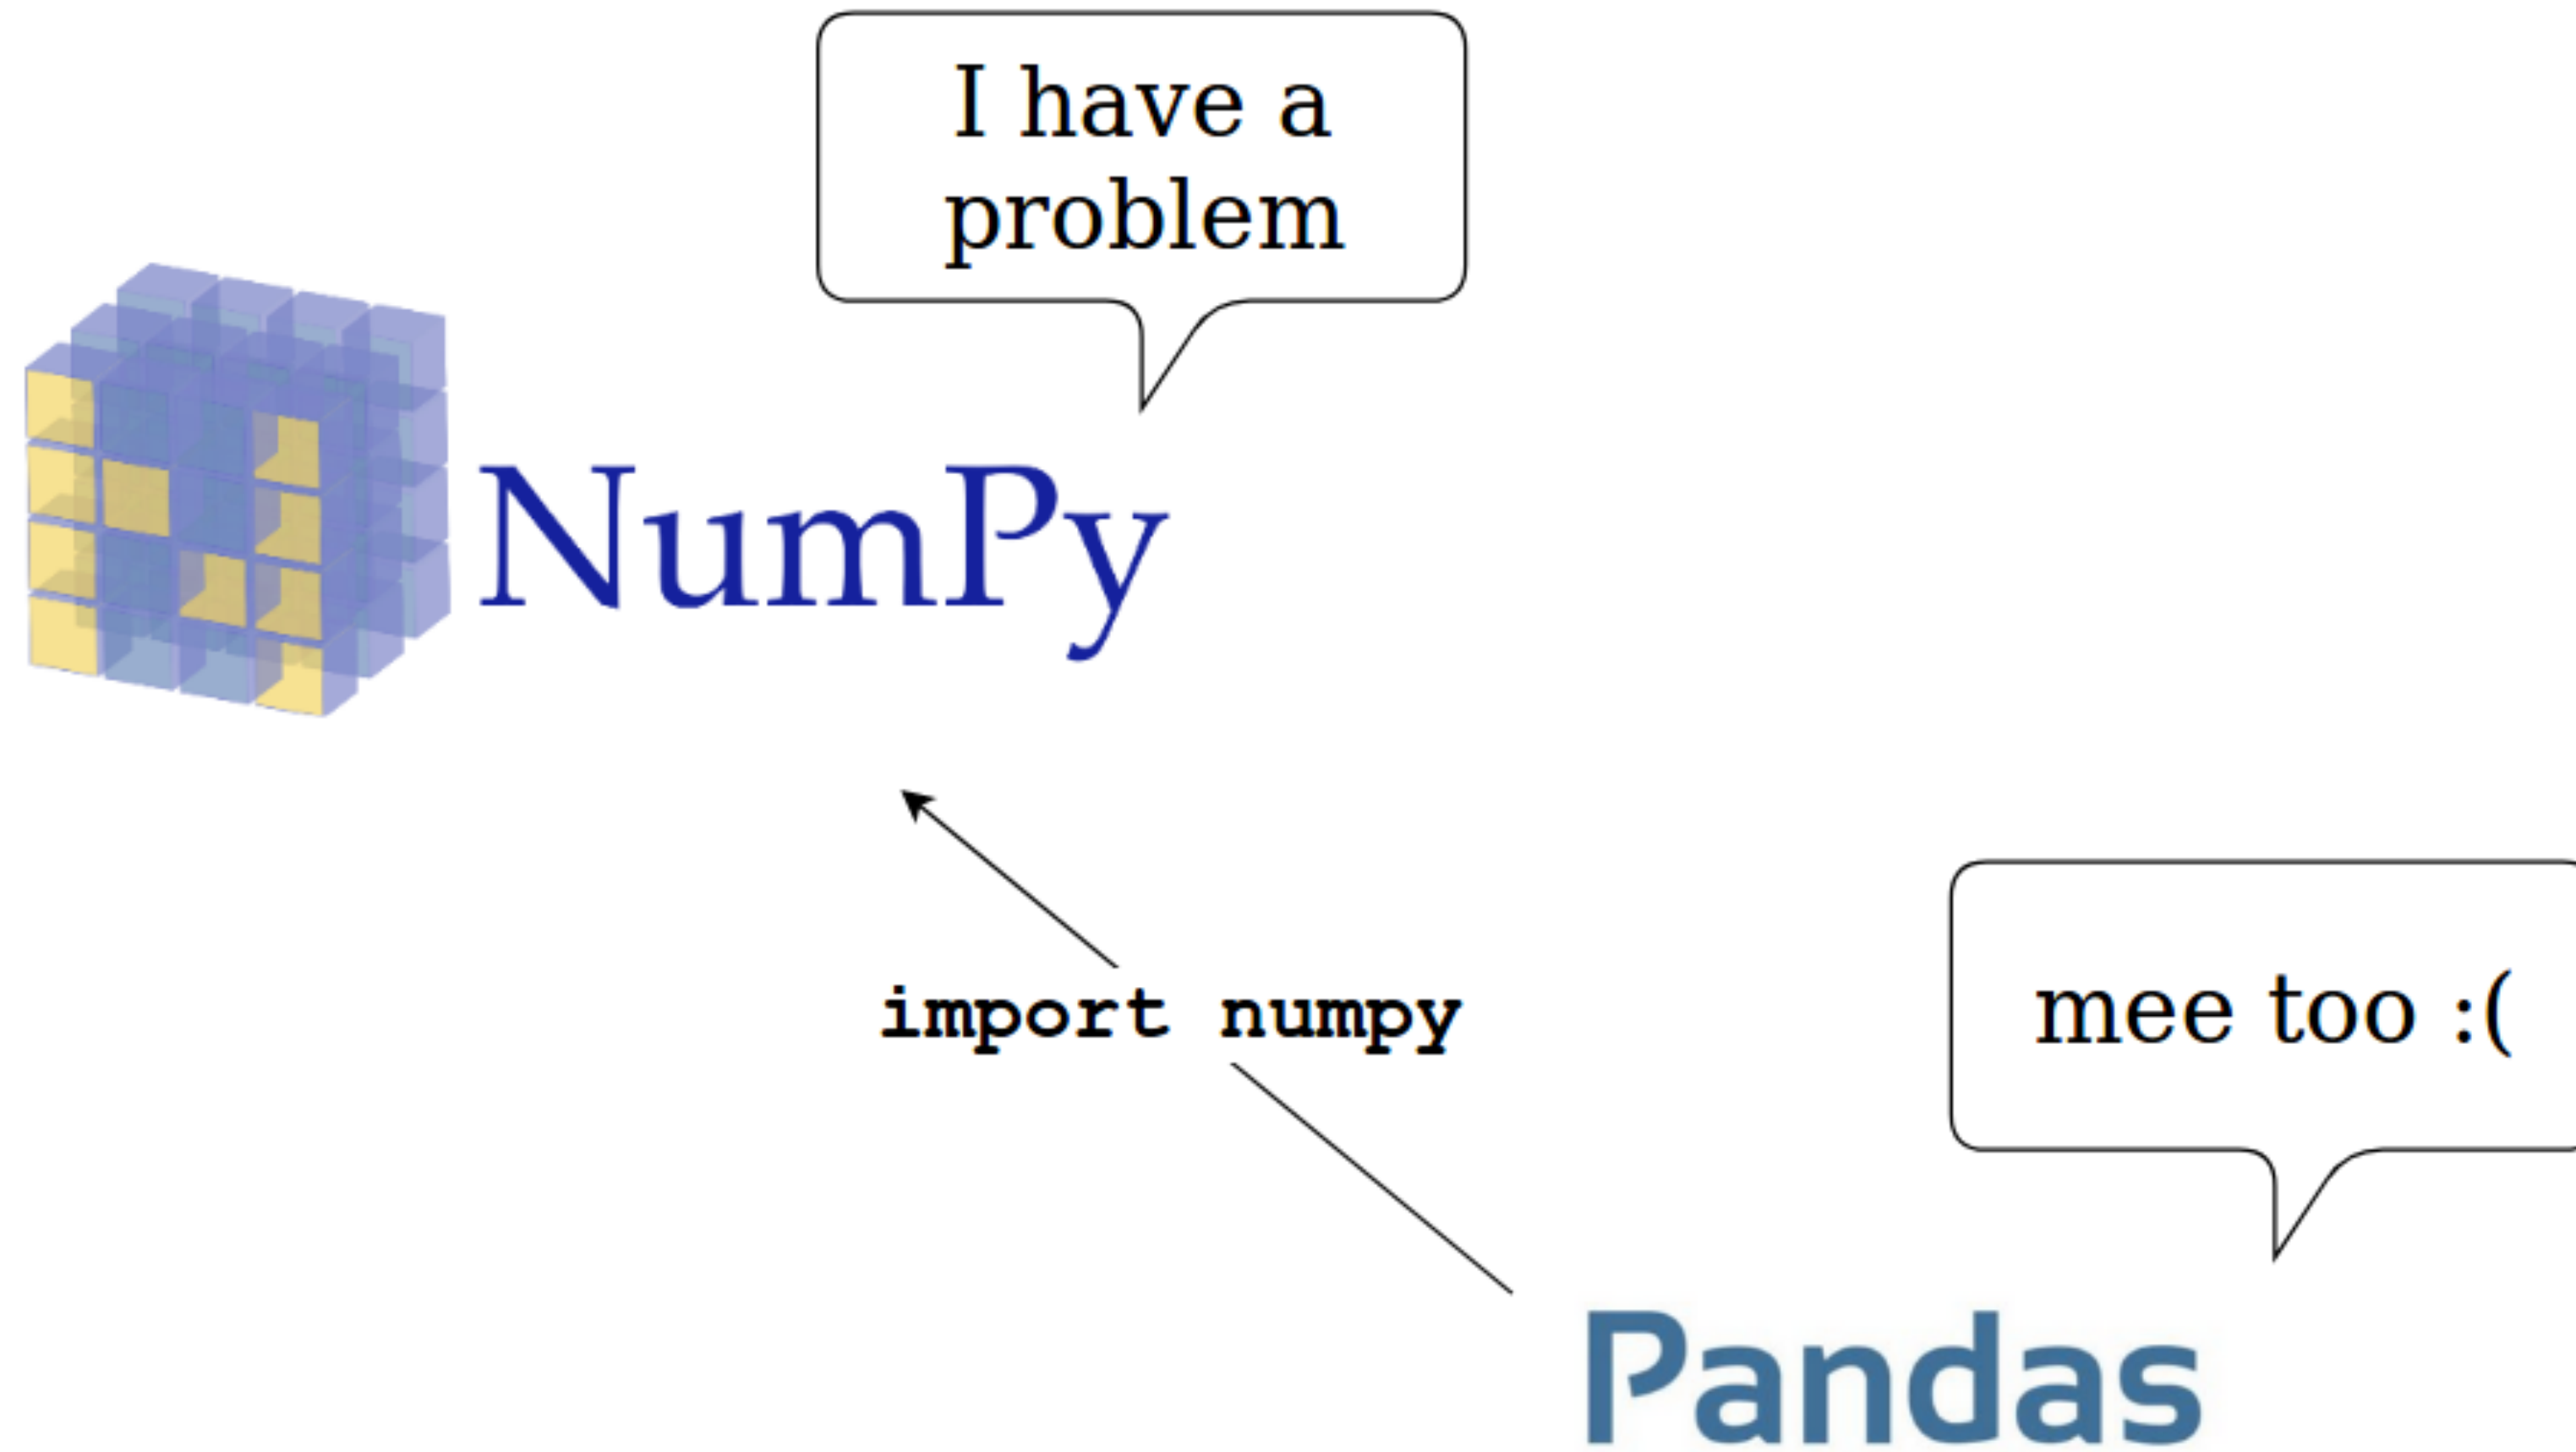 I have a
problem
NumPy
import numpy
mee too :(
Pandas